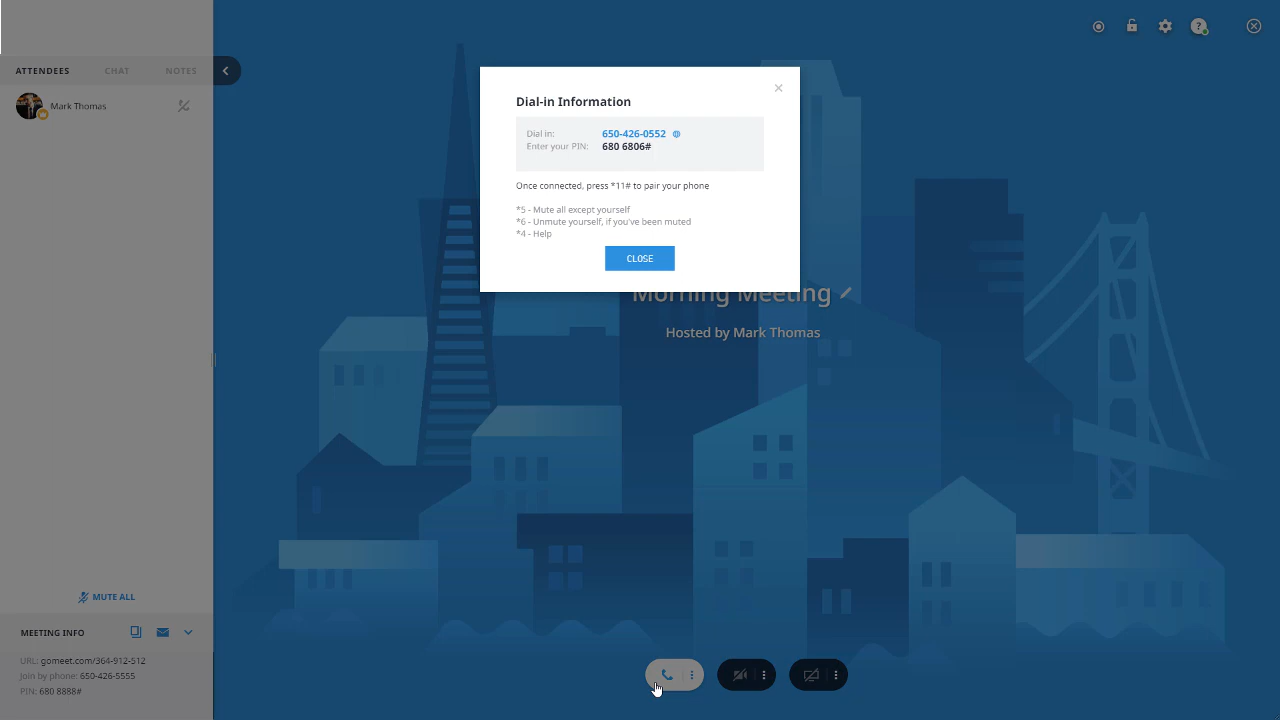 ATTENDEES CHAT NOTES
Mark Thomas
Dial-in Information
Dial in: 650-426-0552
Enter your PIN: 680 6806#
Once connected, press *11# to pair your phone
*5 - Mute all except yourself
*6 - Unmute yourself, if you've been muted
*4 - Help
CLOSE
Morning Meeting
Hosted by Mark Thomas
MUTE ALL
MEETING INFO
URL: gomeet.com/364-912-512
Join by phone: 650-426-5555
PIN: 680 8888#